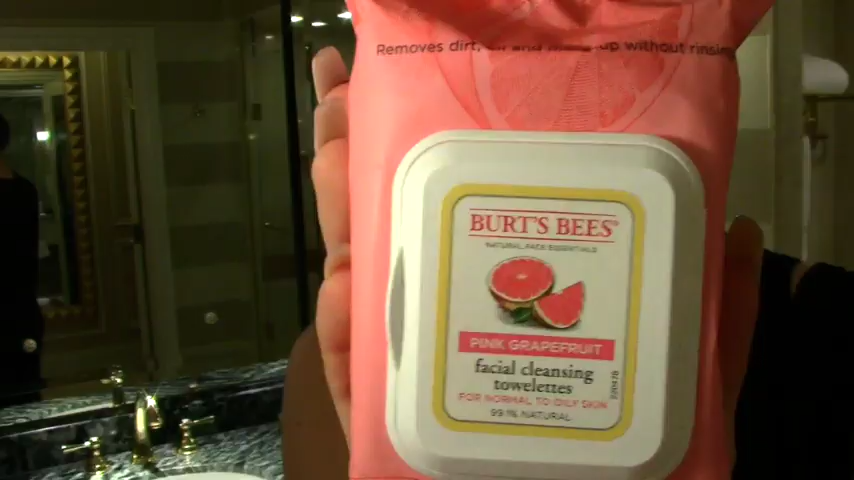 Removes dirt, oil and make-up without rinsing
BURT'S BEES®
NATURAL FACE ESSENTIALS
PINK GRAPEFRUIT
facial cleansing
towelettes
FOR NORMAL TO OILY SKIN
99.1% NATURAL